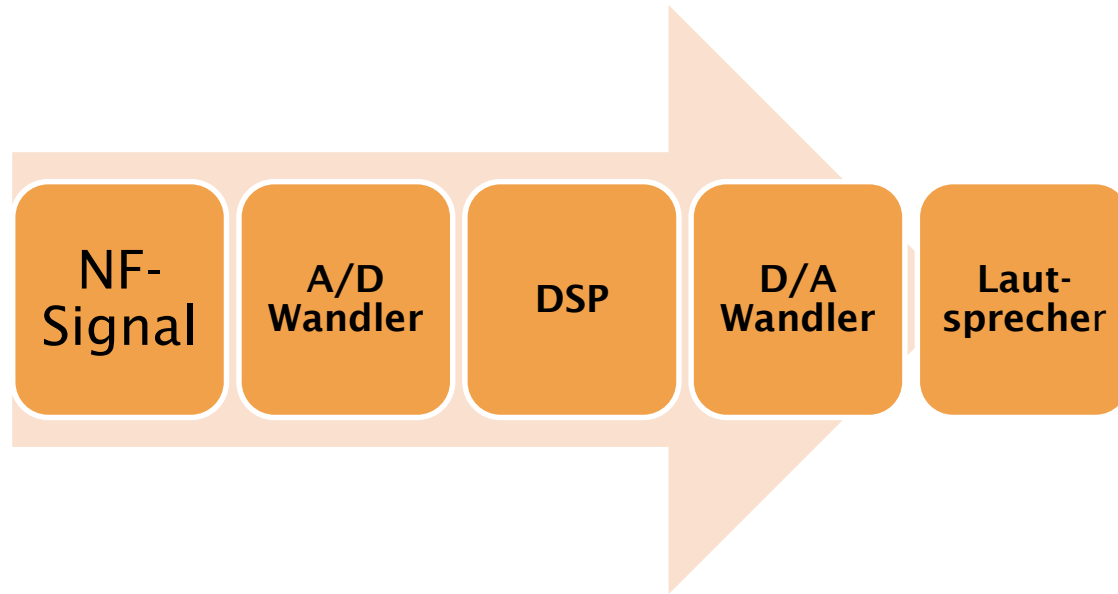 NF-
Signal
A/D
Wandler
DSP
D/A
Wandler
Laut-
sprecher